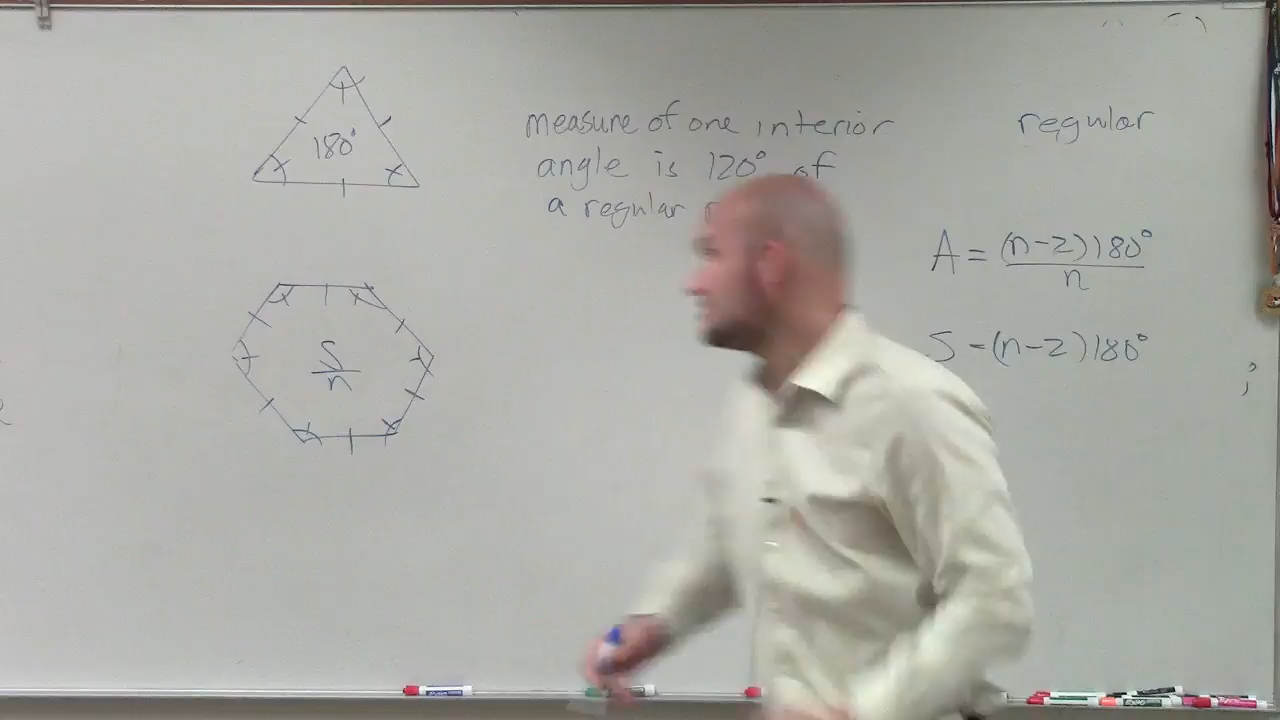 180°
measure of one interior
angle is 120° of
a regular
S
n
regular
A = (n-2)180°
n
S = (n-2)180°